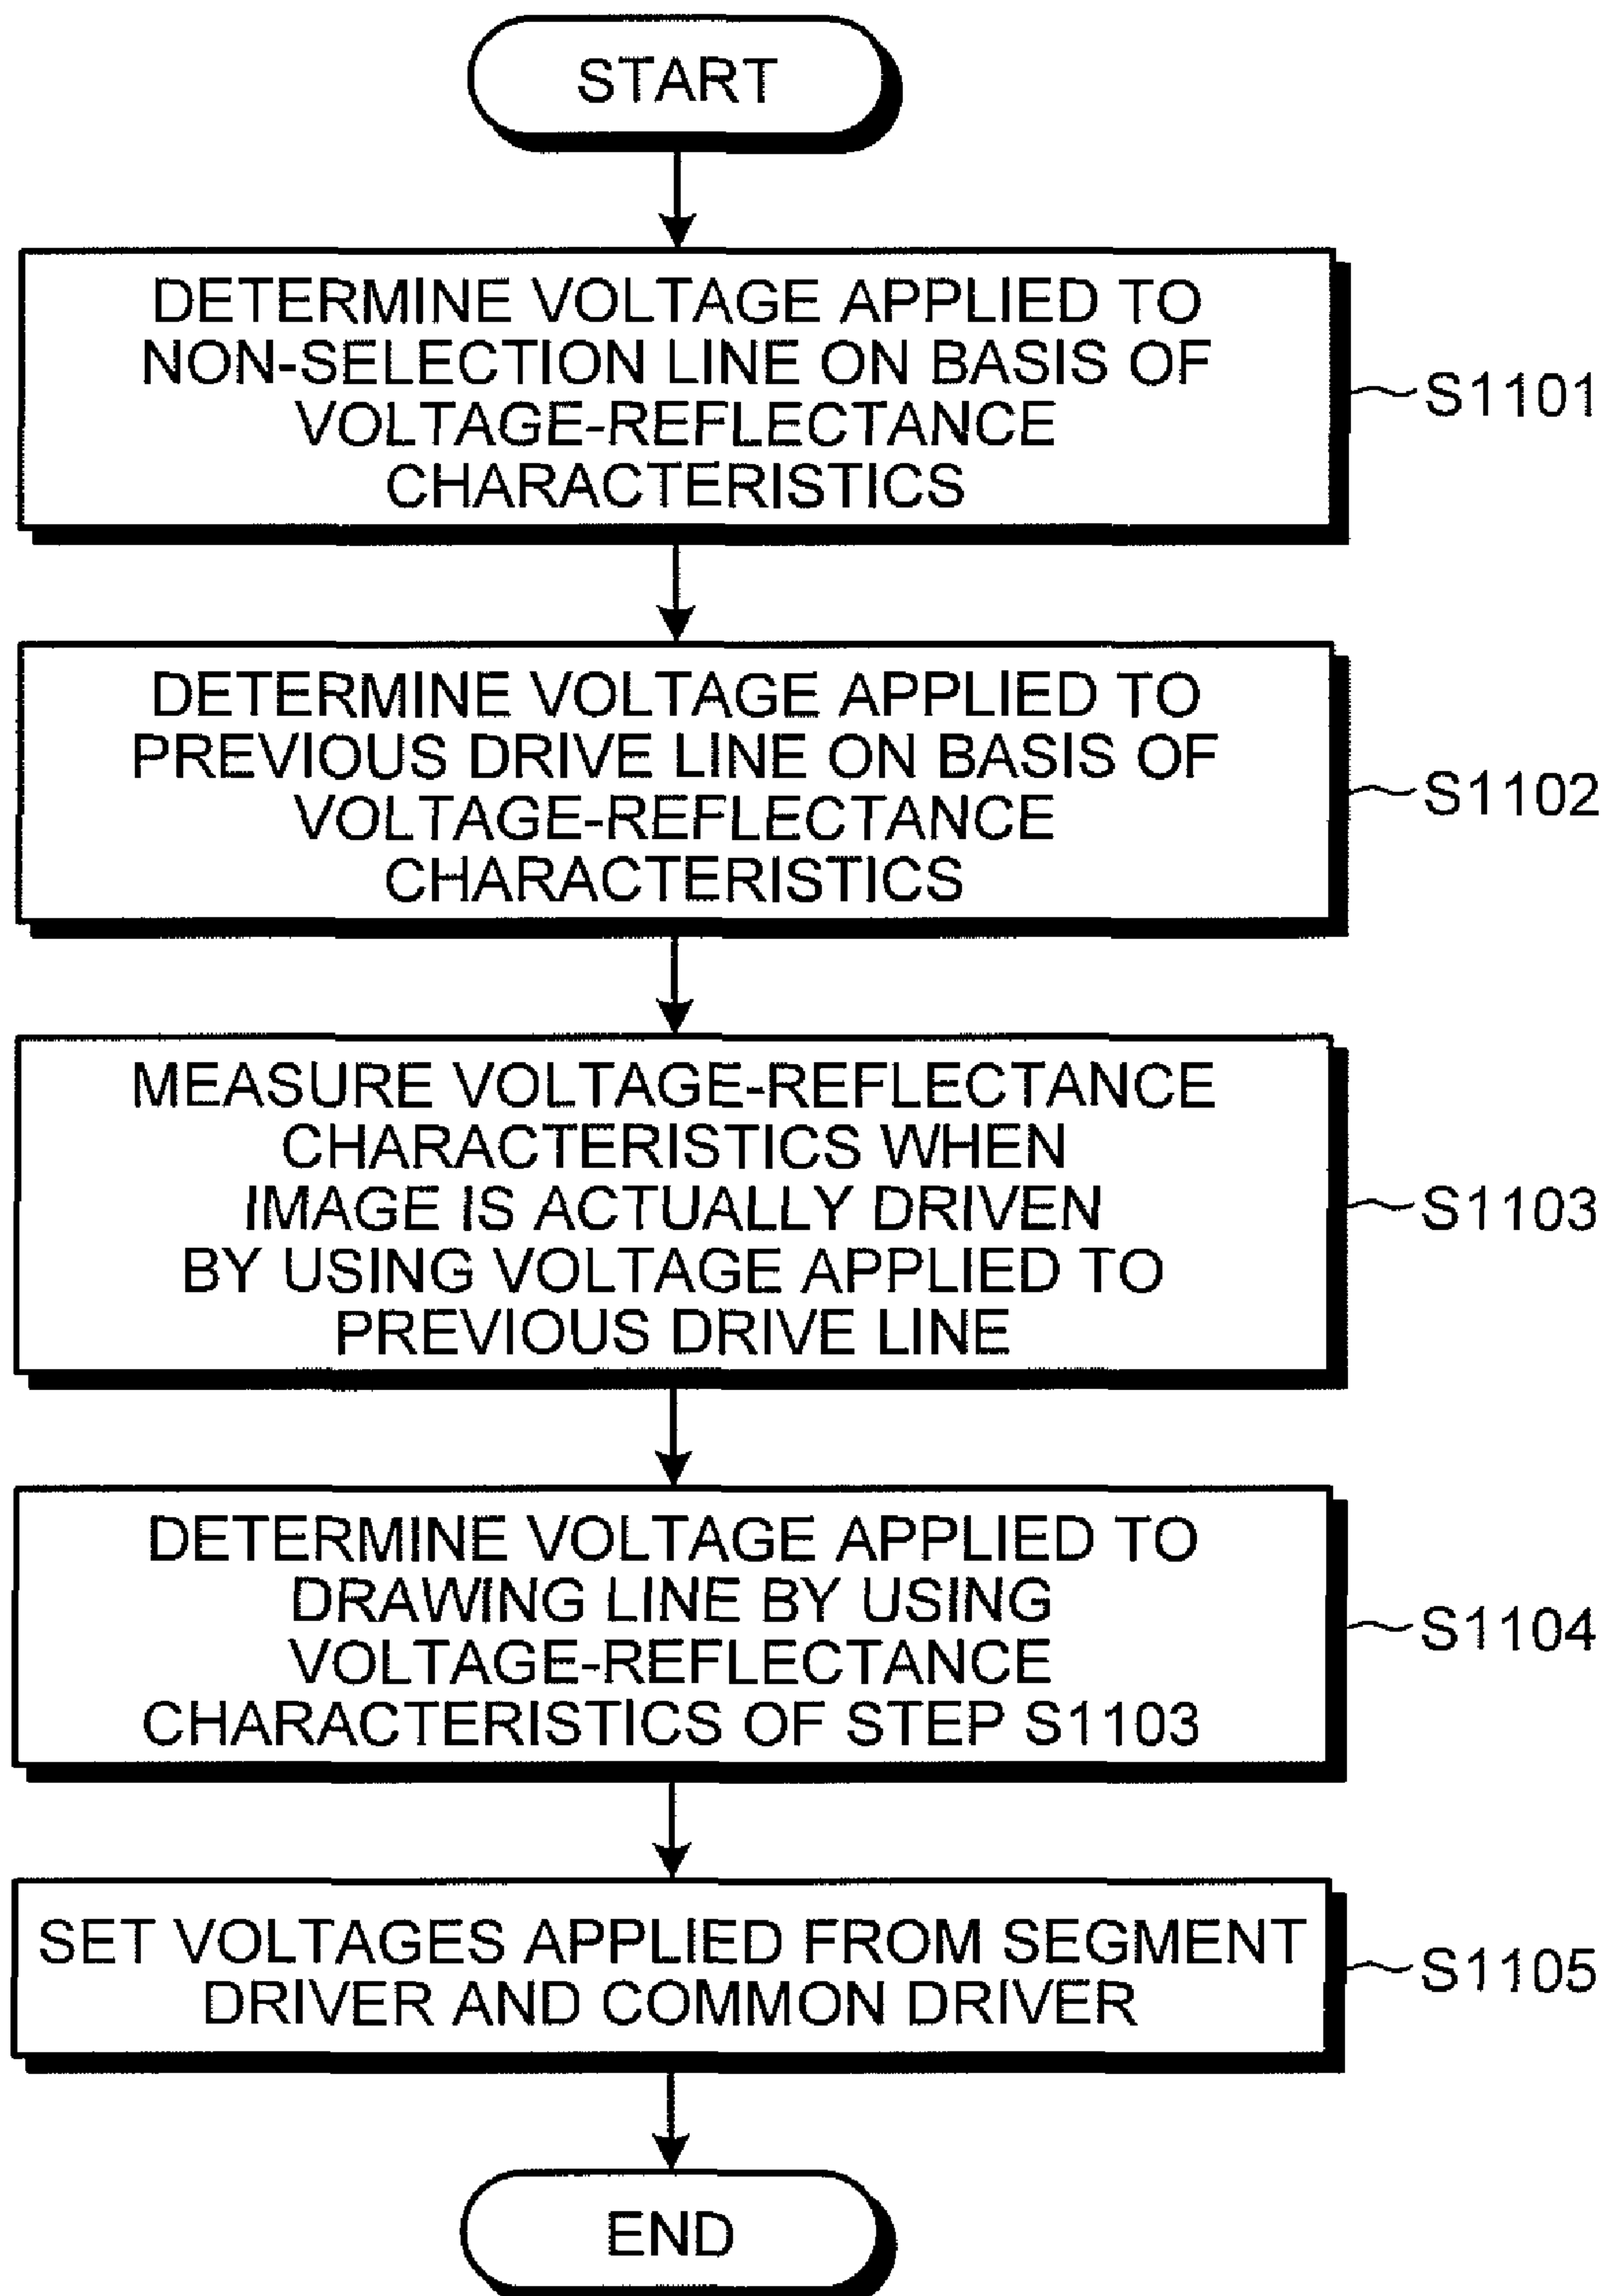 START
DETERMINE VOLTAGE APPLIED TO
NON-SELECTION LINE ON BASIS OF
VOLTAGE-REFLECTANCE
CHARACTERISTICS
S1101
DETERMINE VOLTAGE APPLIED TO
PREVIOUS DRIVE LINE ON BASIS OF
VOLTAGE-REFLECTANCE
CHARACTERISTICS
S1102
MEASURE VOLTAGE-REFLECTANCE
CHARACTERISTICS WHEN
IMAGE IS ACTUALLY DRIVEN
BY USING VOLTAGE APPLIED TO
PREVIOUS DRIVE LINE
S1103
DETERMINE VOLTAGE APPLIED TO
DRAWING LINE BY USING
VOLTAGE-REFLECTANCE
CHARACTERISTICS OF STEP S1103
S1104
SET VOLTAGES APPLIED FROM SEGMENT
DRIVER AND COMMON DRIVER
S1105
END